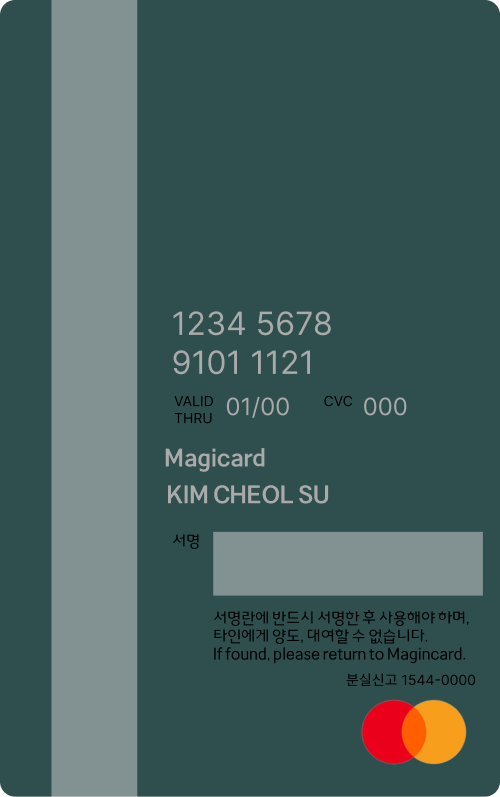 1234 5678
9101 1121
VALID THRU 01/00 CVC 000
Magicard
KIM CHEOL SU
서명
서명란에 반드시 서명한 후 사용해야 하며,
타인에게 양도, 대여할 수 없습니다.
If found, please return to Magincard.
분실신고 1544-0000